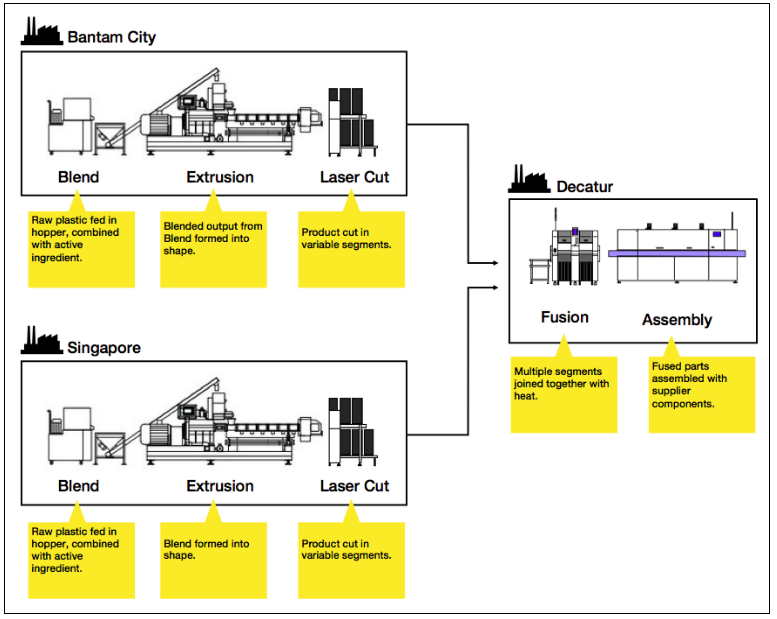 Bantam City
Blend
Extrusion
Laser Cut
Raw plastic fed in
hopper, combined
with active
ingredient.
Blended output from
Blend formed into
shape.
Product cut in
variable segments.
Singapore
Blend
Extrusion
Laser Cut
Raw plastic fed in
hopper, combined
with active
ingredient.
Blend formed into
shape.
Product cut in
variable segments.
Decatur
Fusion
Assembly
Multiple segments
joined together with
heat.
Fused parts
assembled with
supplier
components.